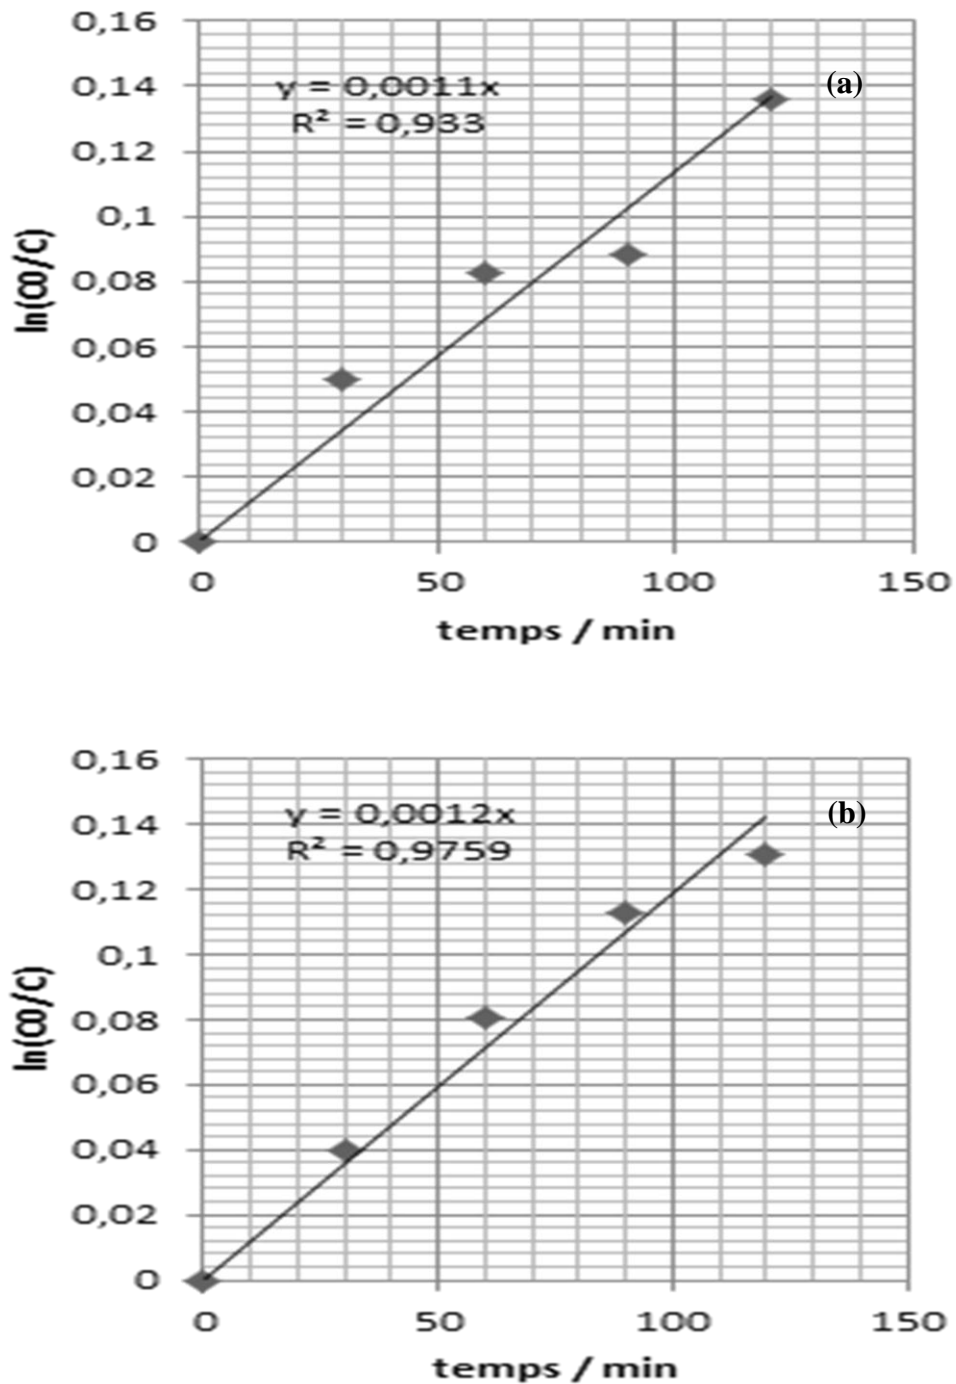 0,16
(a)
y = 0,0011x
0,14
R² = 0,933
0,12
0,1
0,08
0,06
0,04
0,02
0
ln(C0/C)
0 50 100 150
temps / min
0,16
(b)
y = 0,0012x
0,14
R² = 0,9759
0,12
0,1
0,08
0,06
0,04
0,02
0
ln(C0/C)
0 50 100 150
temps / min